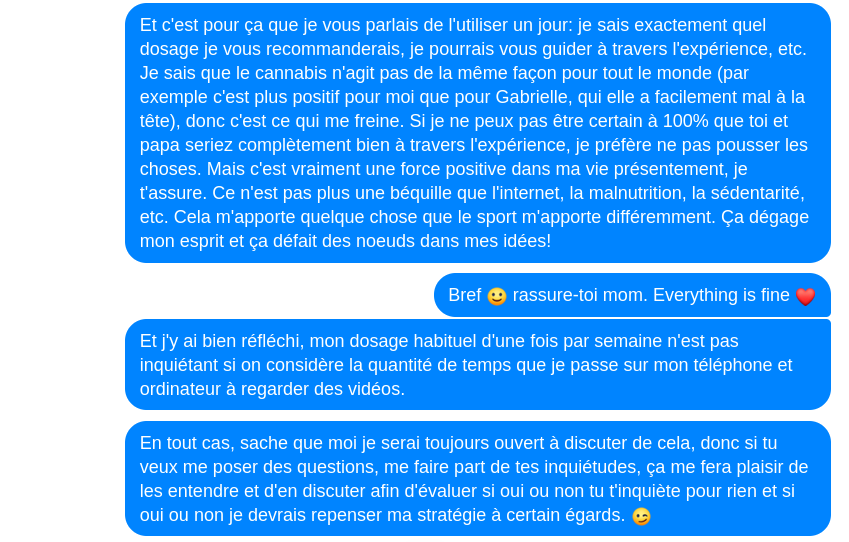 Et c'est pour ça que je vous parlais de l'utiliser un jour: je sais exactement quel
dosage je vous recommanderais, je pourrais vous guider à travers l'expérience, etc.
Je sais que le cannabis n'agit pas de la même façon pour tout le monde (par
exemple c'est plus positif pour moi que pour Gabrielle, qui elle a facilement mal à la
tête), donc c'est ce qui me freine. Si je ne peux pas être certain à 100% que toi et
papa seriez complètement bien à travers l'expérience, je préfère ne pas pousser les
choses. Mais c'est vraiment une force positive dans ma vie présentement, je
t'assure. Ce n'est pas plus une béquille que l'internet, la malnutrition, la sédentarité,
etc. Cela m'apporte quelque chose que le sport m'apporte différemment. Ça dégage
mon esprit et ça défait des noeuds dans mes idées!
Bref 🙂 rassure-toi mom. Everything is fine ❤️
Et j'y ai bien réfléchi, mon dosage habituel d'une fois par semaine n'est pas
inquiétant si on considère la quantité de temps que je passe sur mon téléphone et
ordinateur à regarder des vidéos.
En tout cas, sache que moi je serai toujours ouvert à discuter de cela, donc si tu
veux me poser des questions, me faire part de tes inquiétudes, ça me fera plaisir de
les entendre et d'en discuter afin d'évaluer si oui ou non tu t'inquiète pour rien et si
oui ou non je devrais repenser ma stratégie à certain égards. 😉